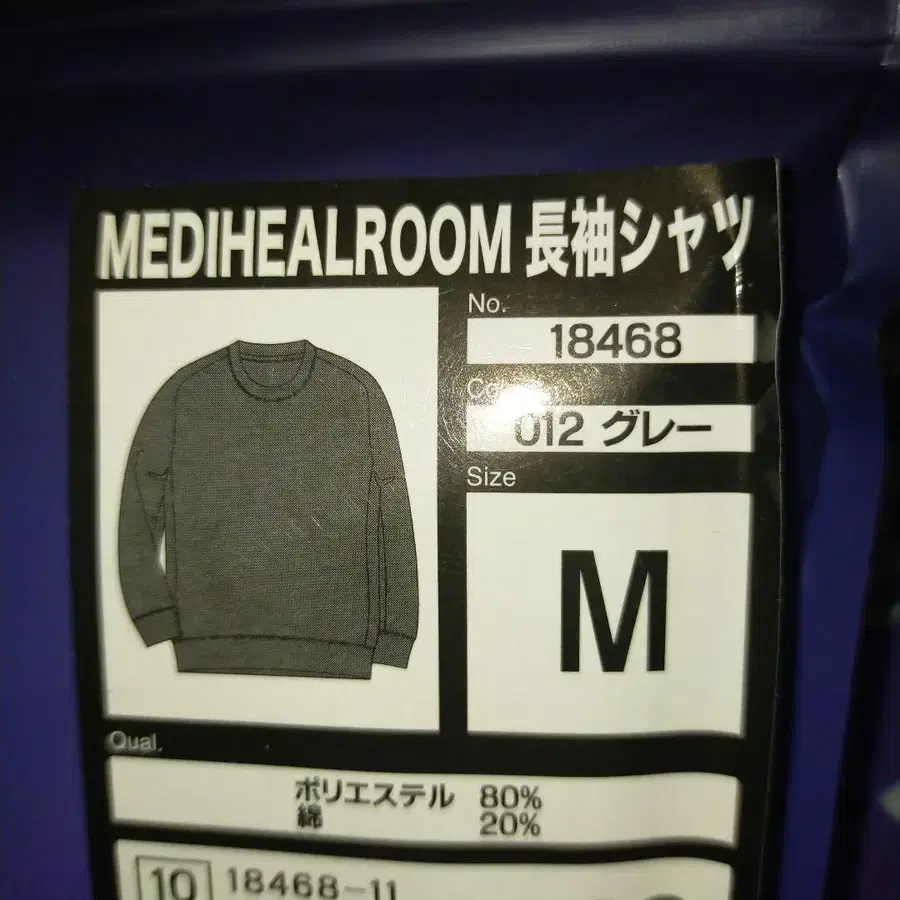 MEDIHEALROOM 長袖シャツ
No.
18468
012 グレー
Size
M
Qual.
ポリエステル 80%
綿 20%
10 18468-11